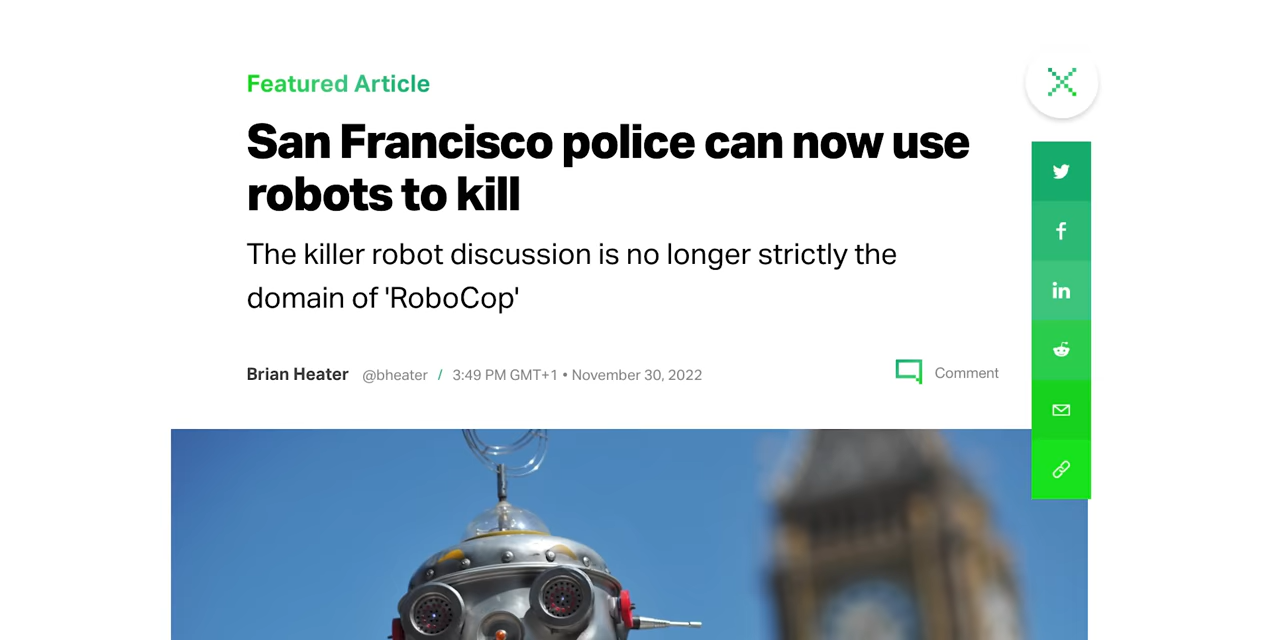 Featured Article
San Francisco police can now use
robots to kill
The killer robot discussion is no longer strictly the
domain of 'RoboCop'
Brian Heater @bheater / 3:49 PM GMT+1 • November 30, 2022 Comment